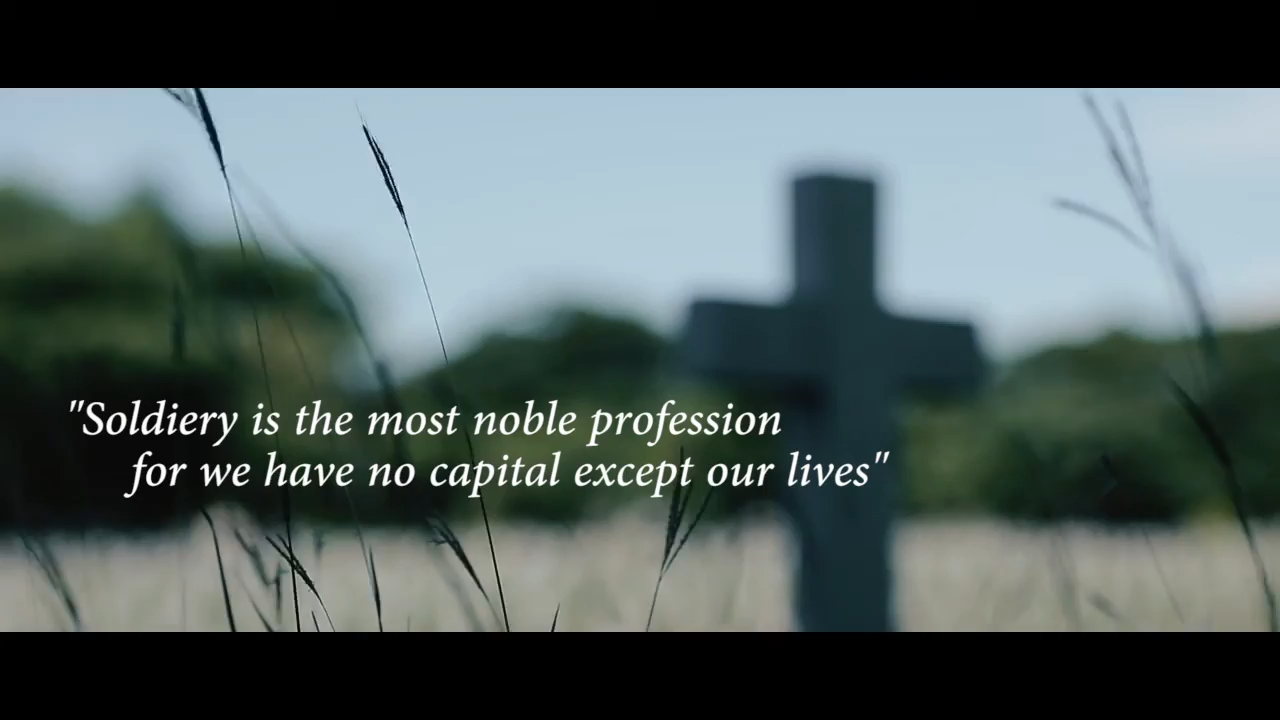 "Soldiery is the most noble profession
for we have no capital except our lives"